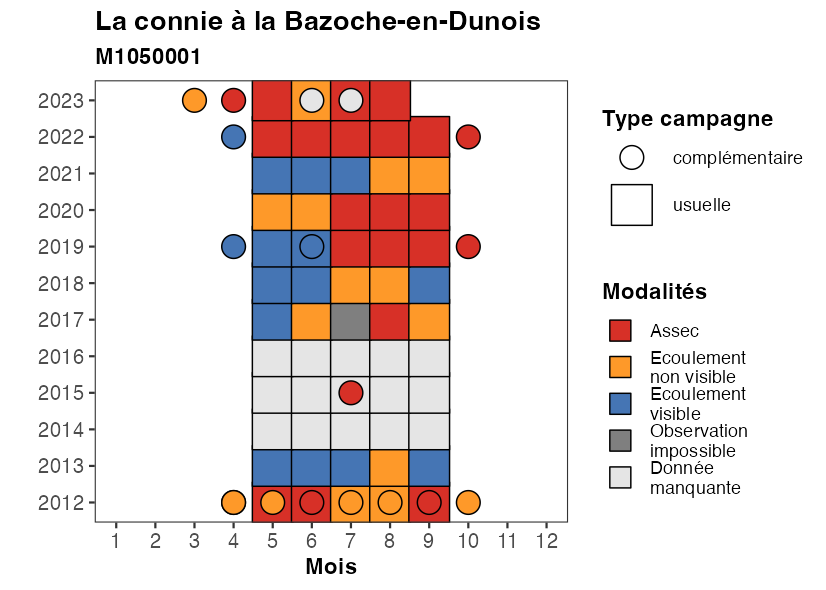 La connie à la Bazoche-en-Dunois
M1050001
2023
2022
2021
2020
2019
2018
2017
2016
2015
2014
2013
2012
1 2 3 4 5 6 7 8 9 10 11 12
Mois
Type campagne
complémentaire
usuelle
Modalités
Assec
Ecoulement
non visible
Ecoulement
visible
Observation
impossible
Donnée
manquante